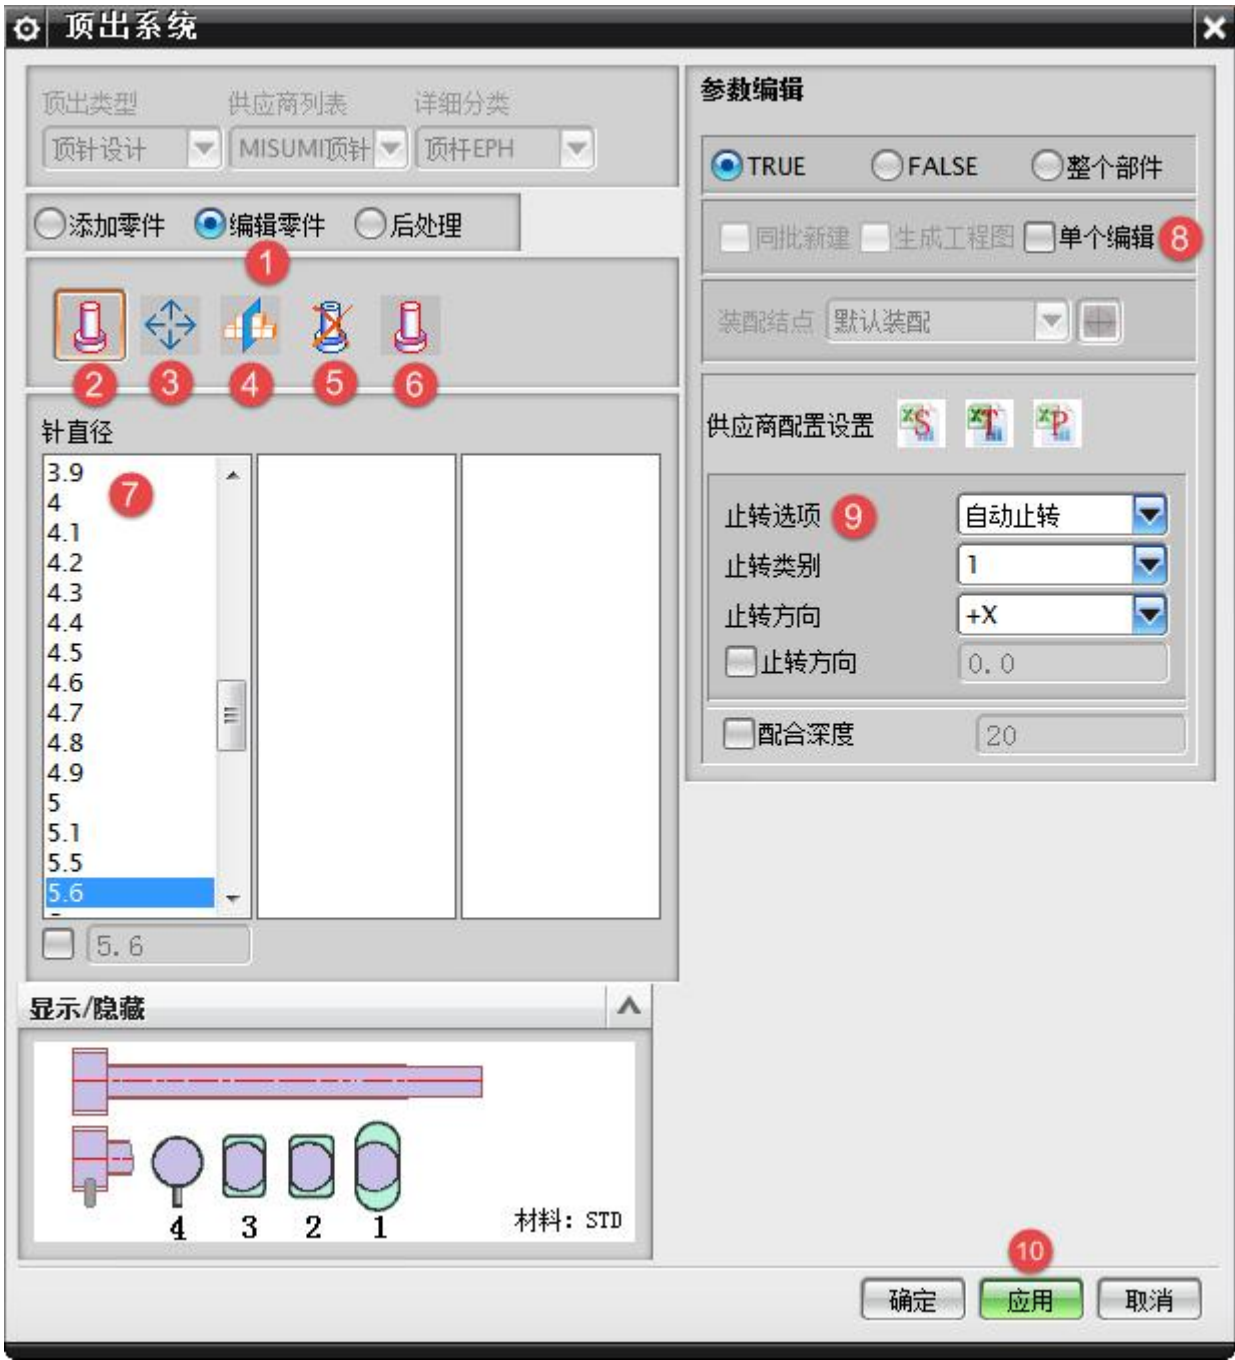 顶出系统
顶出类型 供应商列表 详细分类
顶针设计 MISUMI顶针 顶杆EPH
添加零件 编辑零件 后处理
1
2 3 4 5 6
针直径
3.9
7
4
4.1
4.2
4.3
4.4
4.5
4.6
4.7
4.8
4.9
5
5.1
5.5
5.6
5.6
显示/隐藏
4 3 2 1
材料: STD
参数编辑
TRUE FALSE 整个部件
同批新建 生成工程图 单个编辑 8
装配结点 默认装配
供应商配置设置 S T P
止转选项 9 自动止转
止转类别 1
止转方向 +X
止转方向 0.0
配合深度 20
10
确定 应用 取消